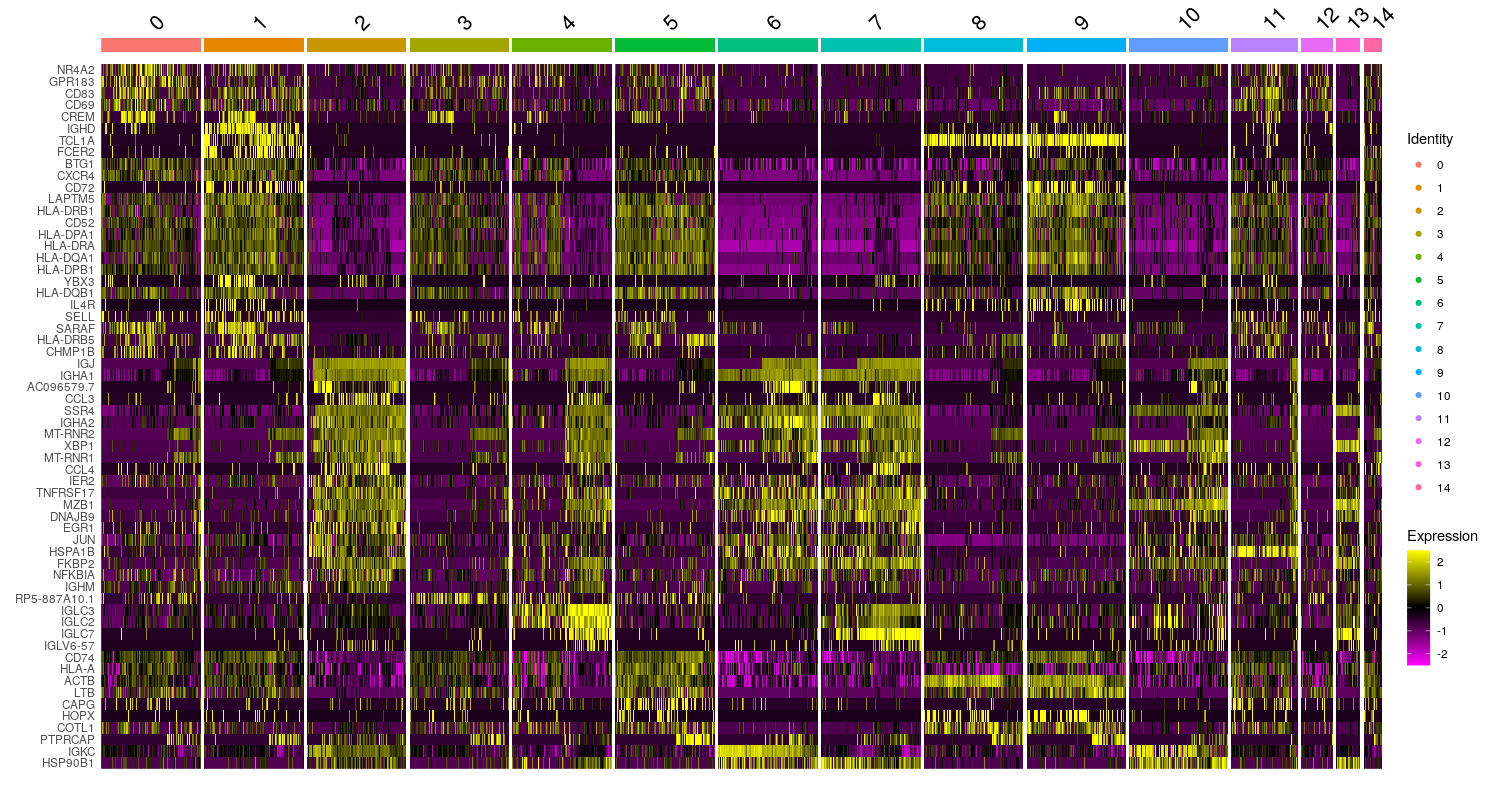 0 1 2 3 4 5 6 7 8 9 10 11 12 13 14
NR4A2
GPR183
CD83
CD69
CREM
IGHD
TCL1A
FCER2
BTG1
CXCR4
CD72
LAPTM5
HLA-DRB1
CD52
HLA-DPA1
HLA-DRA
HLA-DQA1
HLA-DPB1
YBX3
HLA-DQB1
IL4R
SELL
SARAF
HLA-DRB5
CHMP1B
IGJ
IGHA1
AC096579.7
CCL3
SSR4
IGHA2
MT-RNR2
XBP1
MT-RNR1
CCL4
IER2
TNFRSF17
MZB1
DNAJB9
EGR1
JUN
HSPA1B
FKBP2
NFKBIA
IGHM
RP5-887A10.1
IGLC3
IGLC2
IGLC7
IGLV6-57
CD74
HLA-A
ACTB
LTB
CAPG
HOPX
COTL1
PTPRCAP
IGKC
HSP90B1
Identity
0
1
2
3
4
5
6
7
8
9
10
11
12
13
14
Expression
2
1
0
-1
-2